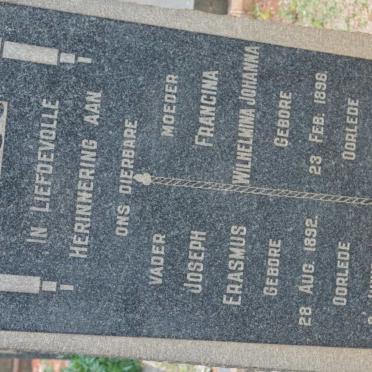 IN LIEFDEVOLLE
HERINNERING AAN
ONS DIERBARE
VADER
JOSEPH
ERASMUS
GEBORE
28 AUG. 1892.
OORLEDE
MOEDER
FRANCINA
WILHELMINA JOHANNA
GEBORE
23 FEB. 1898.
OORLEDE